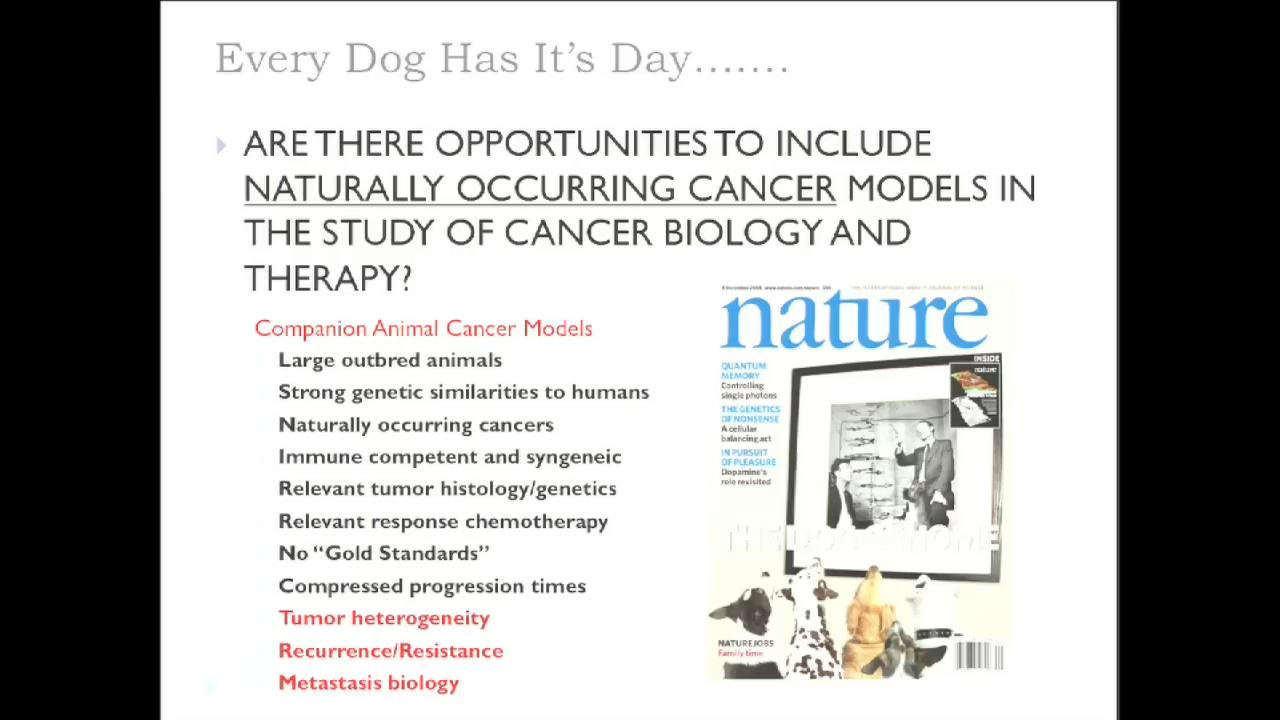 Every Dog Has It's Day.......
ARE THERE OPPORTUNITIES TO INCLUDE
NATURALLY OCCURRING CANCER MODELS IN
THE STUDY OF CANCER BIOLOGY AND
THERAPY?
Companion Animal Cancer Models
Large outbred animals
Strong genetic similarities to humans
Naturally occurring cancers
Immune competent and syngeneic
Relevant tumor histology/genetics
Relevant response chemotherapy
No “Gold Standards”
Compressed progression times
Tumor heterogeneity
Recurrence/Resistance
Metastasis biology
nature
INSIDE
nature
QUANTUM
MEMORY
Controlling
single photons
THE GENETICS
OF NONSENSE
A cellular
balancing act
IN PURSUIT
OF PLEASURE
Dopamine's
role revisited
NATUREJOBS
Family time